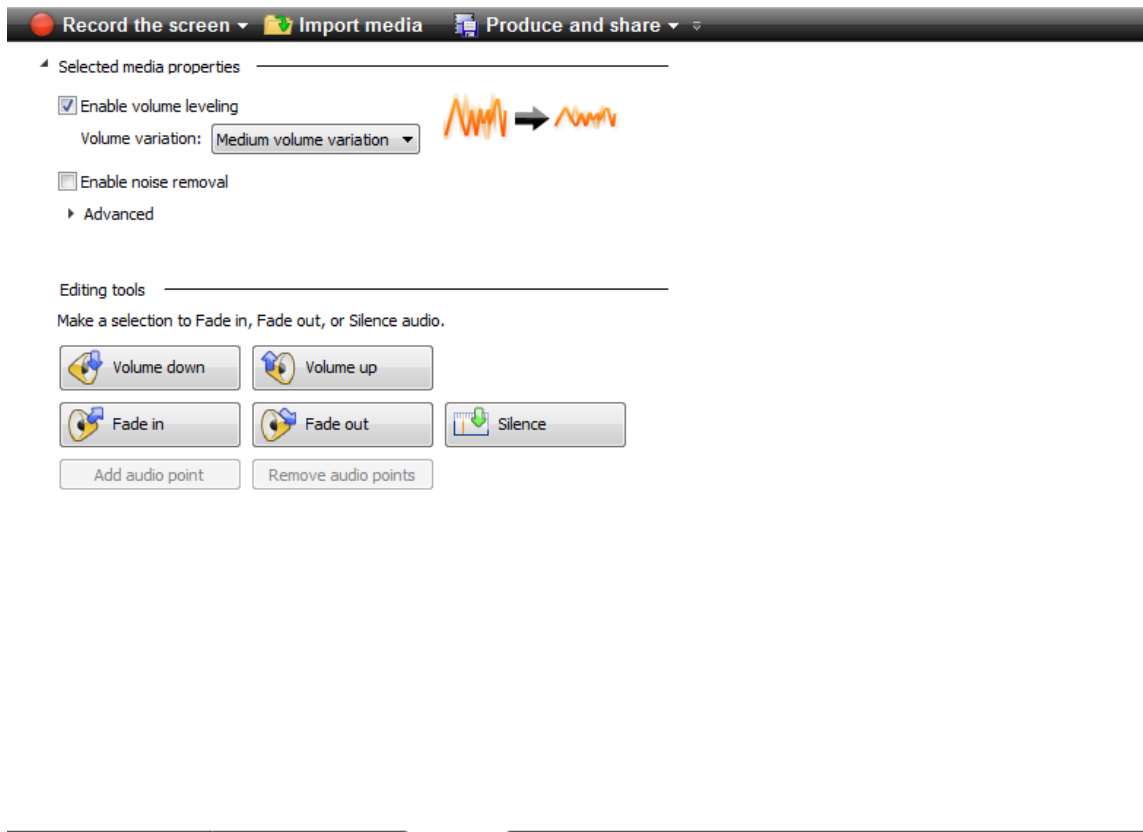 Record the screen Import media Produce and share
Selected media properties
Enable volume leveling
Volume variation: Medium volume variation
Enable noise removal
Advanced
Editing tools
Make a selection to Fade in, Fade out, or Silence audio.
Volume down Volume up
Fade in Fade out Silence
Add audio point Remove audio points